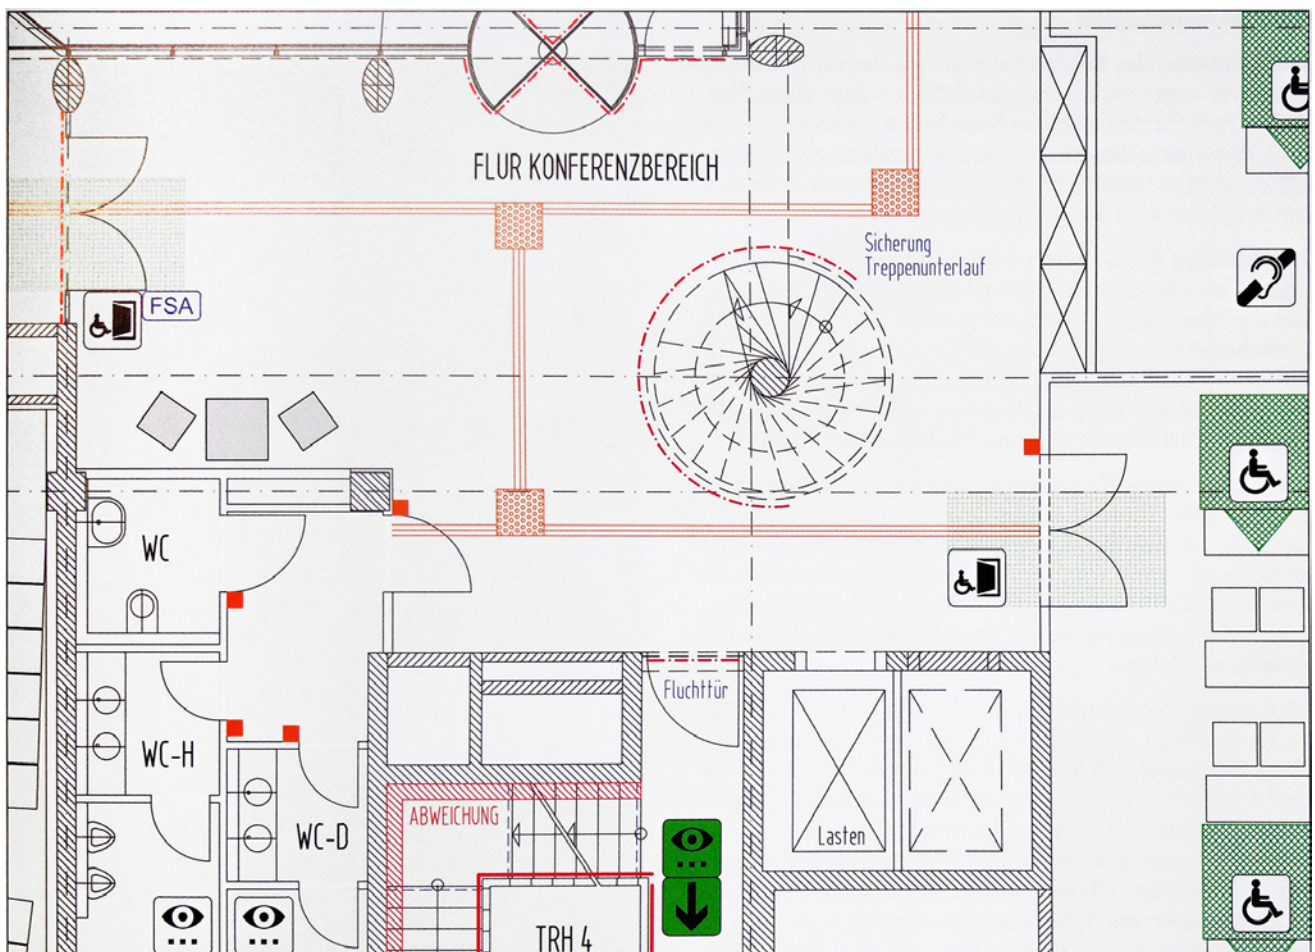 FLUR KONFERENZBEREICH
Sicherung
Treppenunterlauf
FSA
WC
Fluchttür
WC-H
ABWEICHUNG
WC-D
Lasten
TRH 4